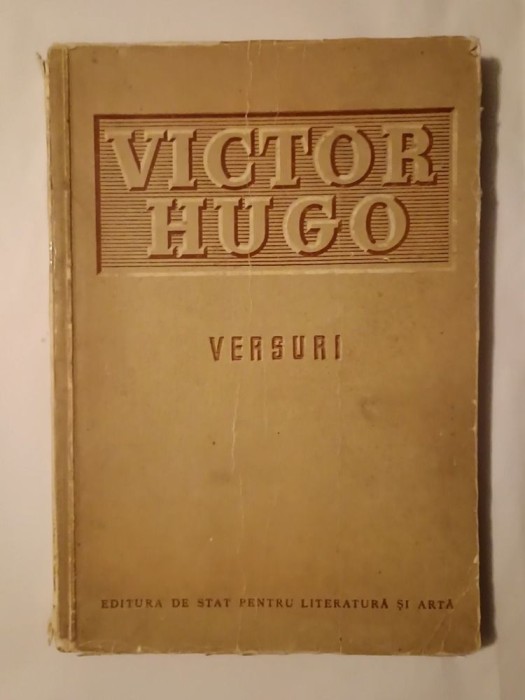 VICTOR
HUGO
VERSURI
EDITURA DE STAT PENTRU LITERATURĂ ȘI ARTĂ